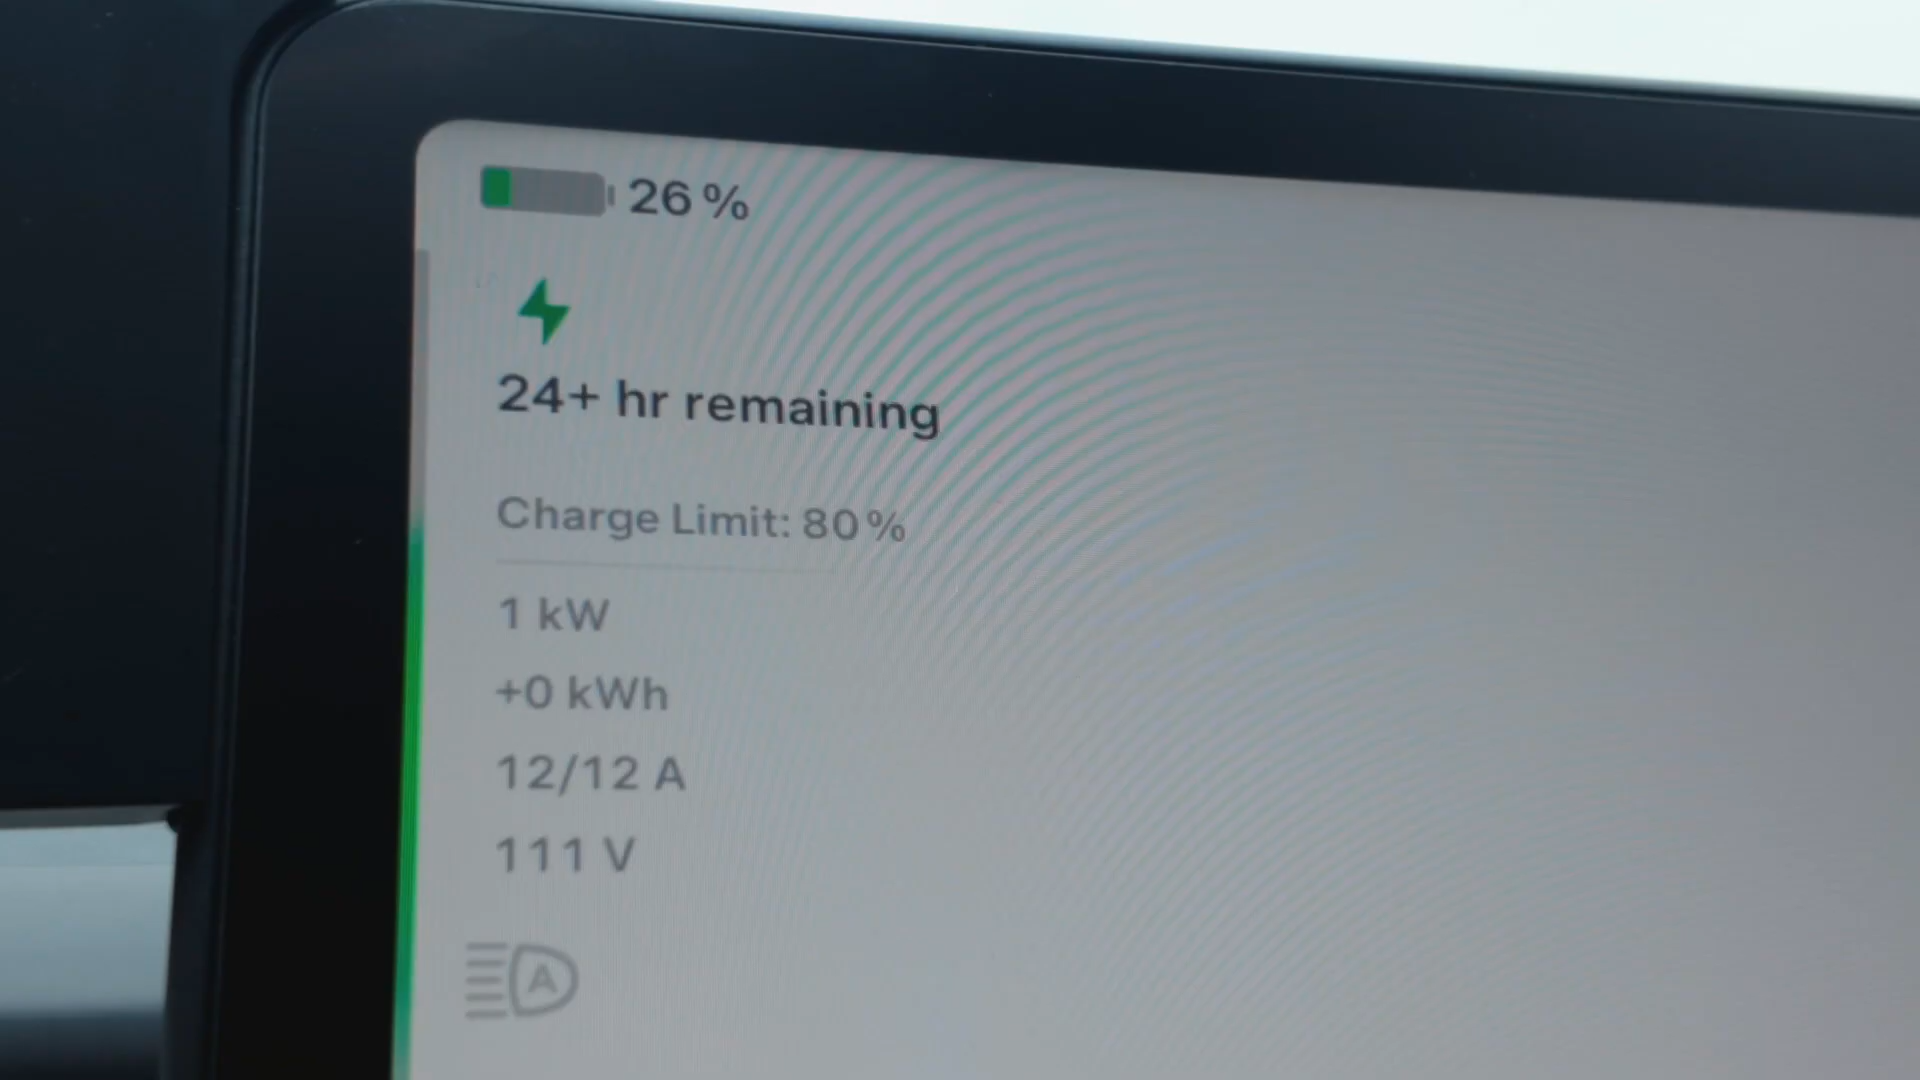 26%
24+ hr remaining
Charge Limit: 80%
1 kW
+0 kWh
12/12 A
111 V
A